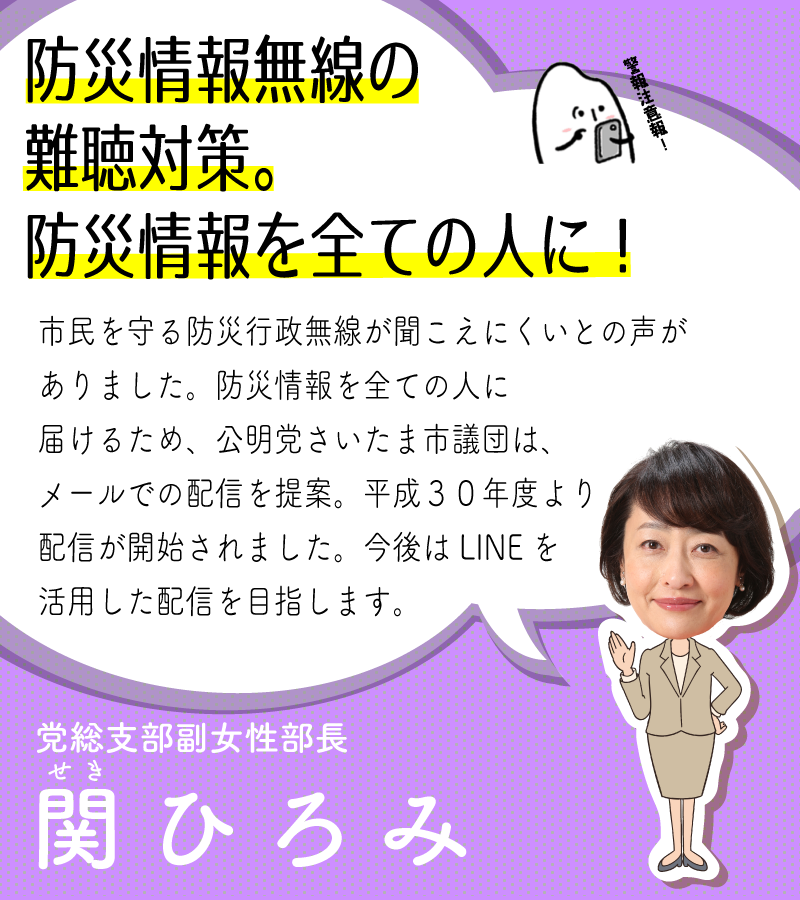 防災情報無線の
難聴対策。
防災情報を全ての人に！
警報注意報！
市民を守る防災行政無線が聞こえにくいとの声が
ありました。防災情報を全ての人に
届けるため、公明党さいたま市議団は、
メールでの配信を提案。平成３０年度より
配信が開始されました。今後は LINE を
活用した配信を目指します。
党総支部副女性部長
せき
関ひろみ